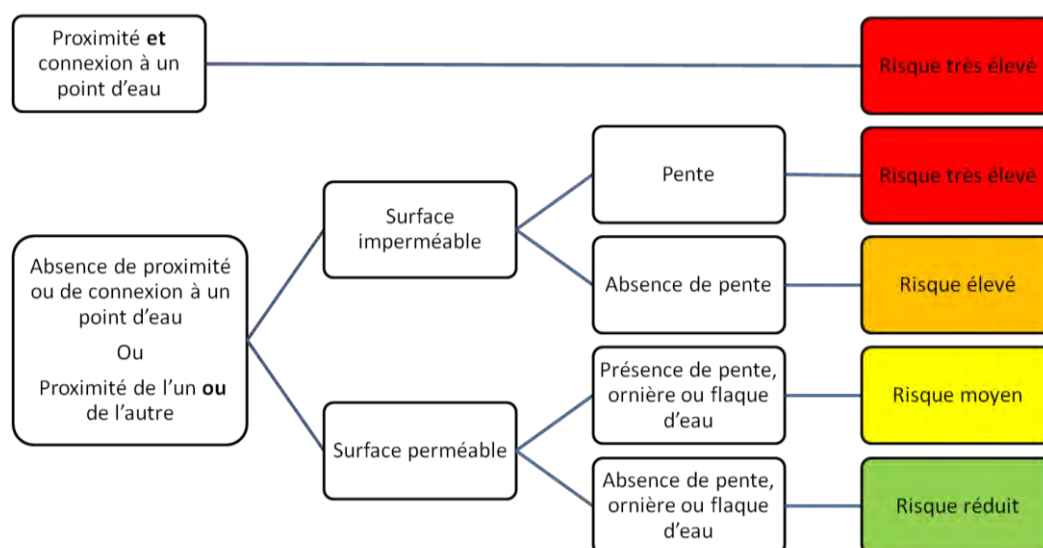 Proximité et
connexion à un
point d'eau
Risque très élevé
Absence de proximité
ou de connexion à un
point d'eau
Ou
Proximité de l'un ou
de l'autre
Surface
imperméable
Pente
Risque très élevé
Absence de pente
Risque élevé
Surface perméable
Présence de pente,
ornière ou flaque
d'eau
Risque moyen
Absence de pente,
ornière ou flaque
d'eau
Risque réduit